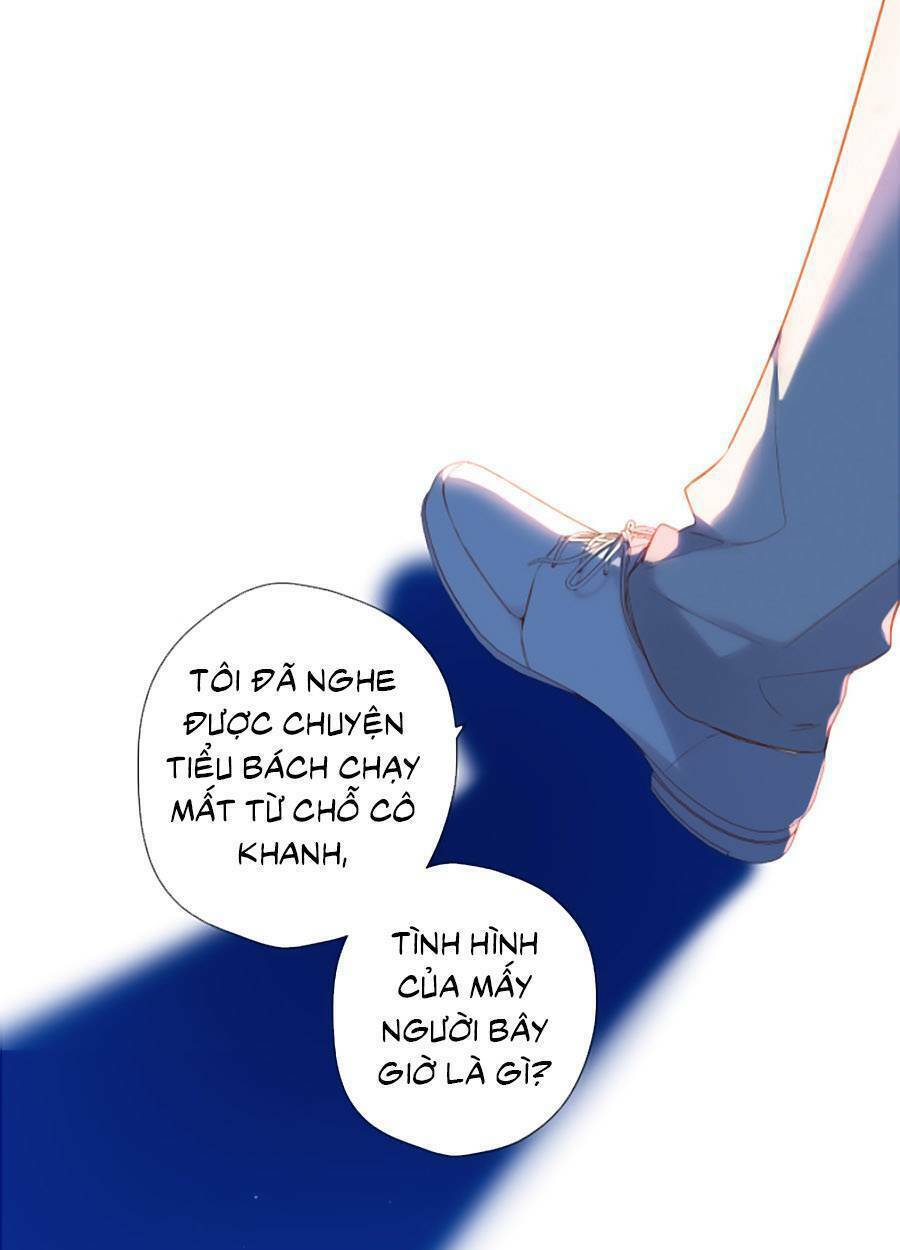 TÔI ĐÃ NGHE
ĐƯỢC CHUYỆN
TIỂU BÁCH CHẠY
MẤT TỪ CHỖ CÔ
KHANH,
TÌNH HÌNH
CỦA MẤY
NGƯỜI BÂY
GIỜ LÀ GÌ?